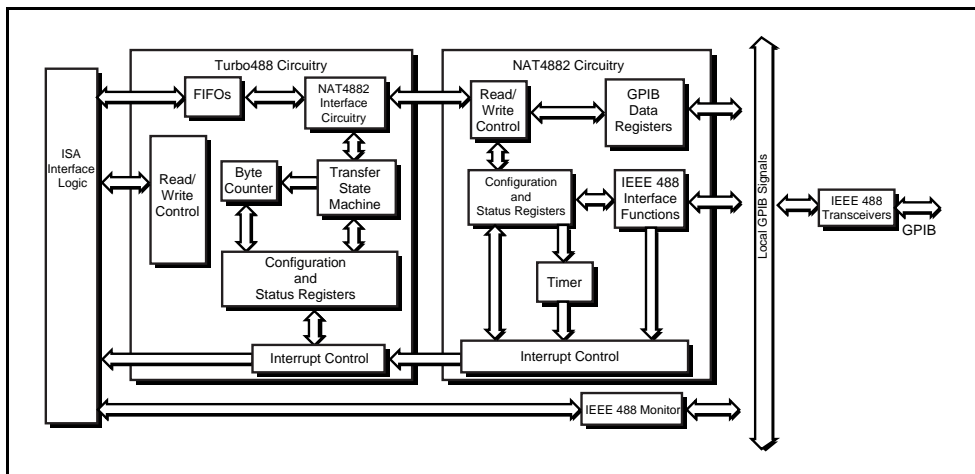 Turbo488 Circuitry
NAT4882 Circuitry
ISA
Interface
Logic
FIFOs
NAT4882
Interface
Circuitry
Read/
Write
Control
Byte
Counter
Transfer
State
Machine
Configuration
and
Status Registers
Interrupt Control
Read/
Write
Control
GPIB
Data
Registers
Configuration
and
Status Registers
IEEE 488
Interface
Functions
Timer
Interrupt Control
IEEE 488 Monitor
Local GPIB Signals
IEEE 488
Transceivers
GPIB